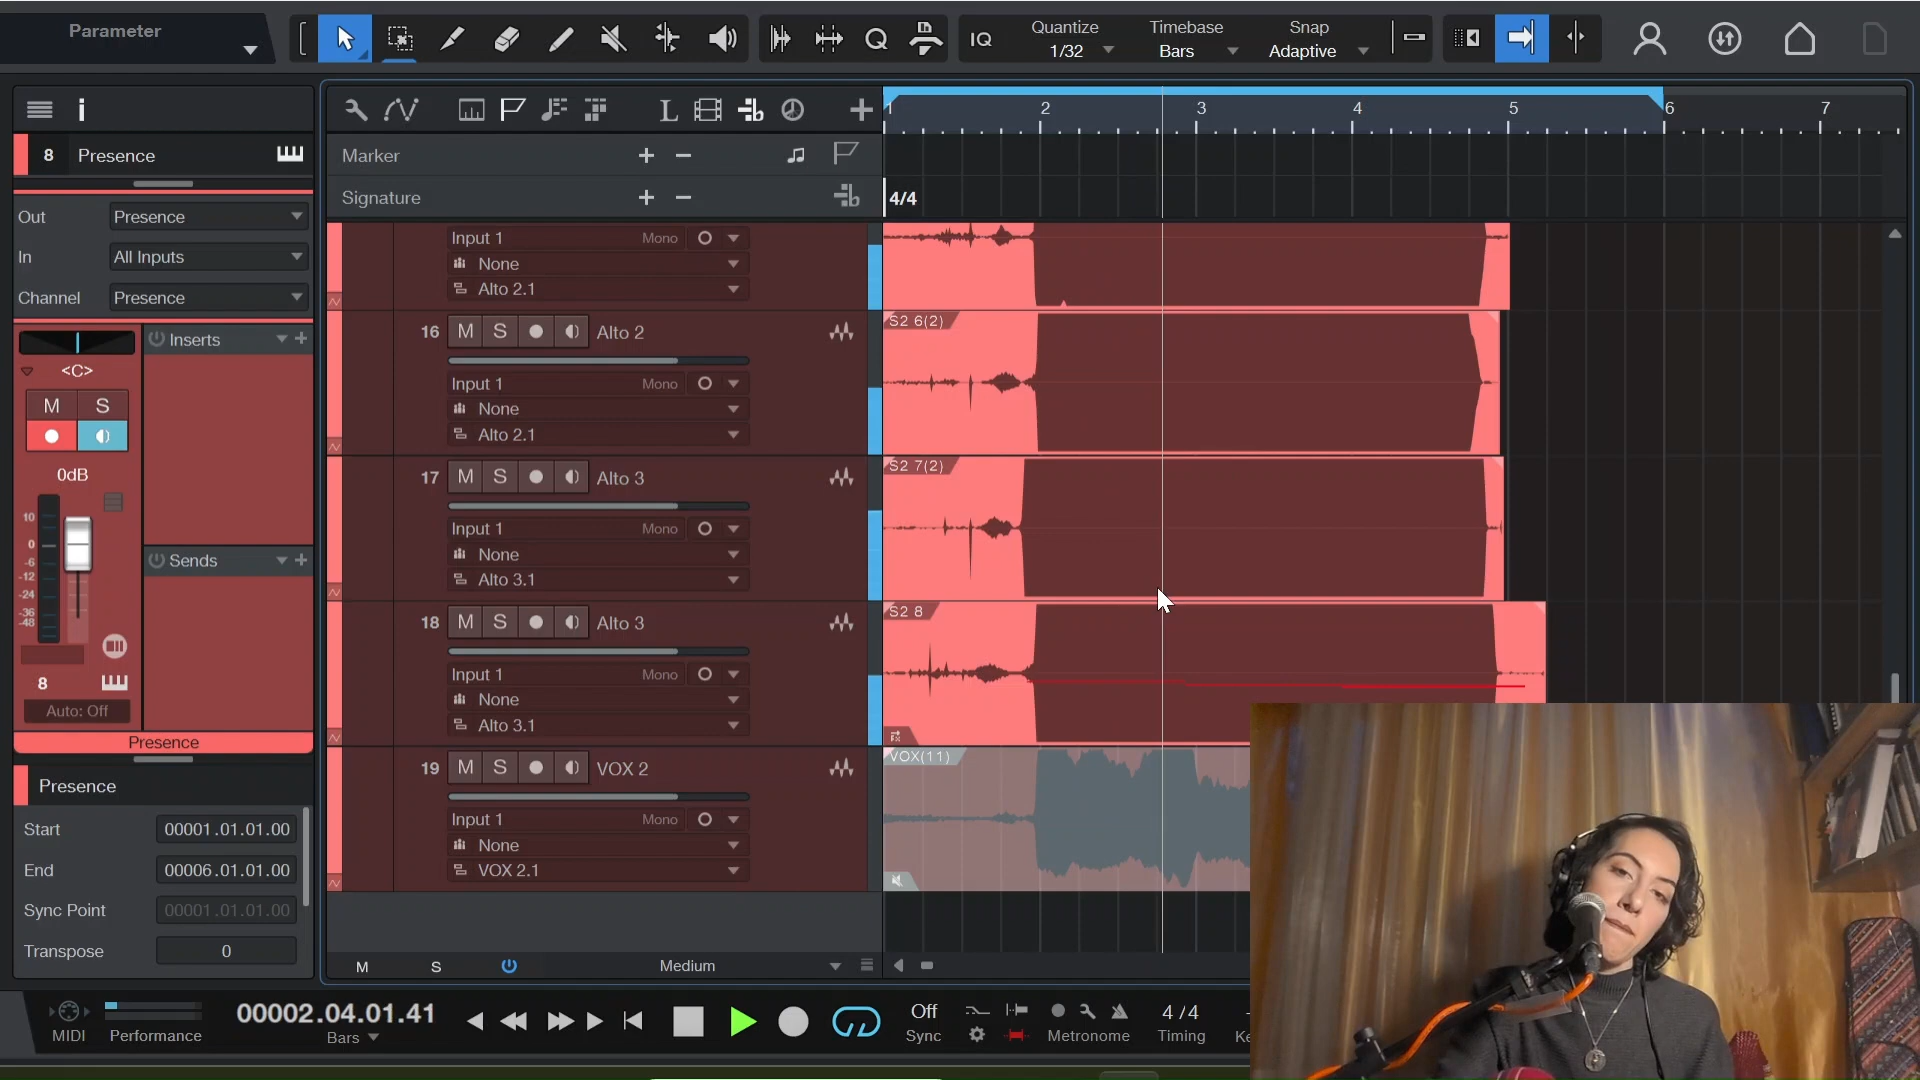 Parameter
IQ
Quantize
1/32
Timebase
Bars
Snap
Adaptive
i
L
1 2 3 4 5 6 7
8 Presence
Marker
Signature
4/4
Out Presence
In All Inputs
Channel Presence
Inserts
<C>
M S
0dB
10
0
-6
-12
-24
-36
-48
Sends
8
Auto: Off
Presence
Presence
Start 00001.01.01.00
End 00006.01.01.00
Sync Point 00001.01.01.00
Transpose 0
Input 1 Mono
None
Alto 2.1
16 M S Alto 2
Input 1 Mono
None
Alto 2.1
S2 6(2)
17 M S Alto 3
Input 1 Mono
None
Alto 3.1
S2 7(2)
18 M S Alto 3
Input 1 Mono
None
Alto 3.1
S2 8
19 M S VOX 2
Input 1 Mono
None
VOX 2.1
VOX(11)
M S Medium
MIDI
Performance
00002.04.01.41
Bars
Off
Sync
Metronome
4 / 4
Timing
Ke